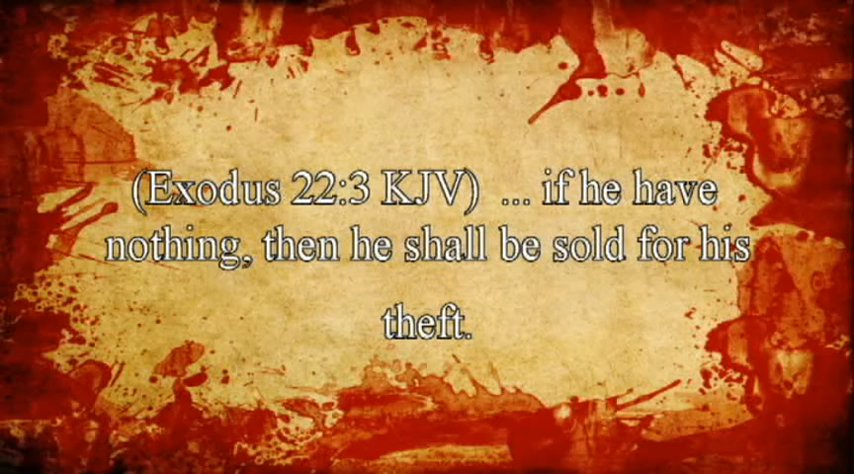 (Exodus 22:3 KJV) ... if he have
nothing, then he shall be sold for his
theft.